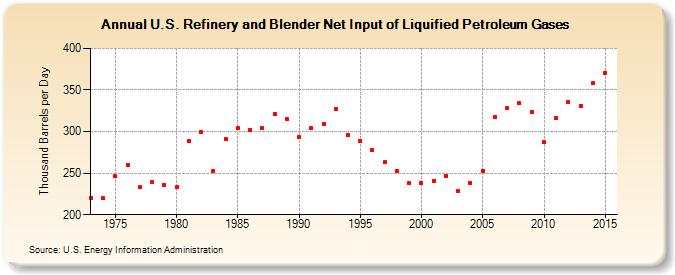 Annual U.S. Refinery and Blender Net Input of Liquified Petroleum Gases
Thousand Barrels per Day
400
350
300
250
200
1975 1980 1985 1990 1995 2000 2005 2010 2015
Source: U.S. Energy Information Administration